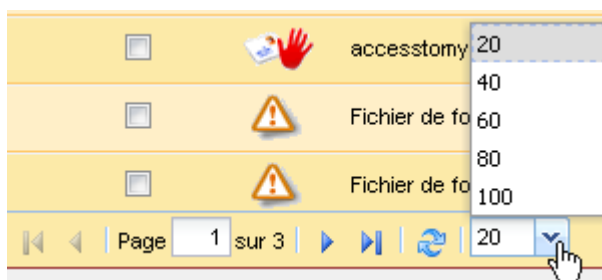 accesstomy 20
40
Fichier de fo 60
80
Fichier de fo 100
Page 1 sur 3 20